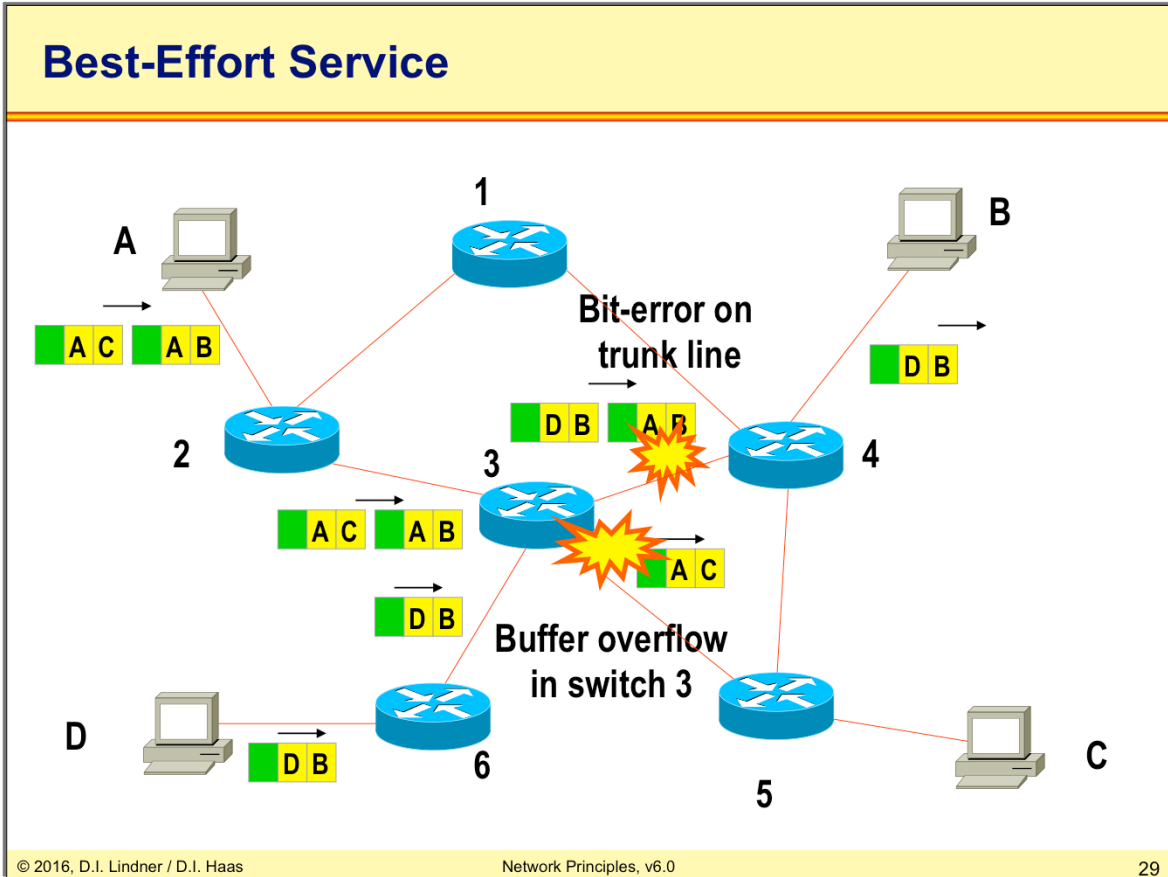 Best-Effort Service
1
B
A
Bit-error on
trunk line
A C
A B
D B
D B
A B
2
3
4
A C
A B
A C
D B
Buffer overflow
in switch 3
D
D B
6
5
C
© 2016, D.I. Lindner / D.I. Haas
Network Principles, v6.0
29